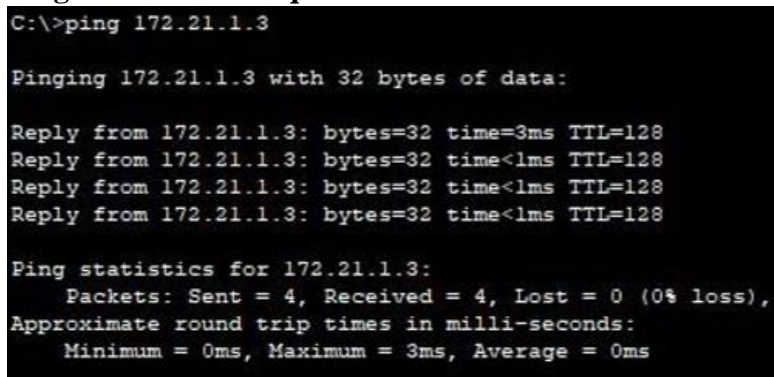 C:\>ping 172.21.1.3
Pinging 172.21.1.3 with 32 bytes of data:
Reply from 172.21.1.3: bytes=32 time=3ms TTL=128
Reply from 172.21.1.3: bytes=32 time<1ms TTL=128
Reply from 172.21.1.3: bytes=32 time<1ms TTL=128
Reply from 172.21.1.3: bytes=32 time<1ms TTL=128
Ping statistics for 172.21.1.3:
Packets: Sent = 4, Received = 4, Lost = 0 (0% loss),
Approximate round trip times in milli-seconds:
Minimum = 0ms, Maximum = 3ms, Average = 0ms